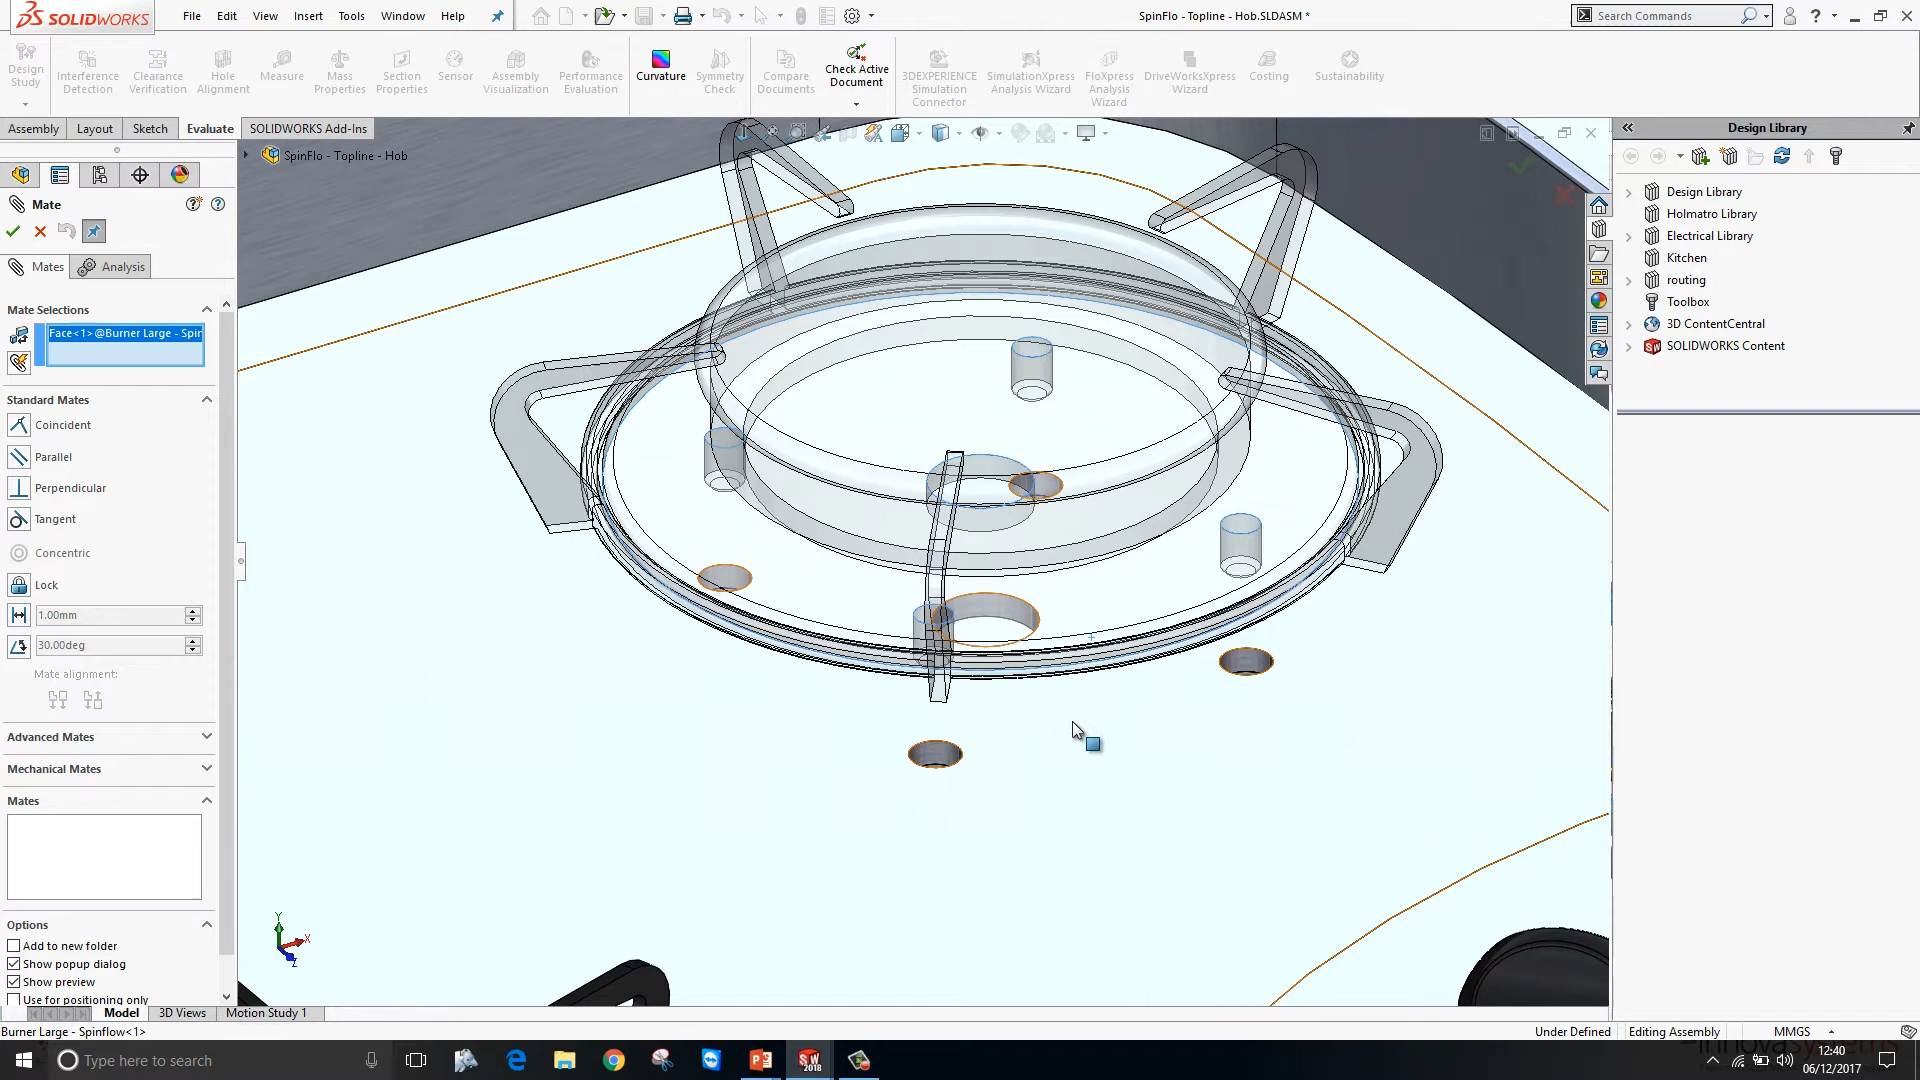 SOLIDWORKS
File Edit View Insert Tools Window Help
SpinFlo - Topline - Hob.SLDASM *
Search Commands
Design Study
Interference Detection
Clearance Verification
Hole Alignment
Measure
Mass Properties
Section Properties
Sensor
Assembly Visualization
Performance Evaluation
Curvature
Symmetry Check
Compare Documents
Check Active Document
3DEXPERIENCE Simulation Connector
SimulationXpress Analysis Wizard
FloXpress Analysis Wizard
DriveWorksXpress Wizard
Costing
Sustainability
Assembly Layout Sketch Evaluate SOLIDWORKS Add-Ins
SpinFlo - Topline - Hob
Mate
Mates Analysis
Mate Selections
Face<1>@Burner Large - Spin
Standard Mates
Coincident
Parallel
Perpendicular
Tangent
Concentric
Lock
1.00mm
30.00deg
Mate alignment:
Advanced Mates
Mechanical Mates
Mates
Options
Add to new folder
Show popup dialog
Show preview
Use for positioning only
Y
X
Z
Design Library
Design Library
Holmatro Library
Electrical Library
Kitchen
routing
Toolbox
3D ContentCentral
SOLIDWORKS Content
Model 3D Views Motion Study 1
Burner Large - Spinflow<1>
Under Defined Editing Assembly MMGS
Type here to search
SW 2018
12:40
06/12/2017